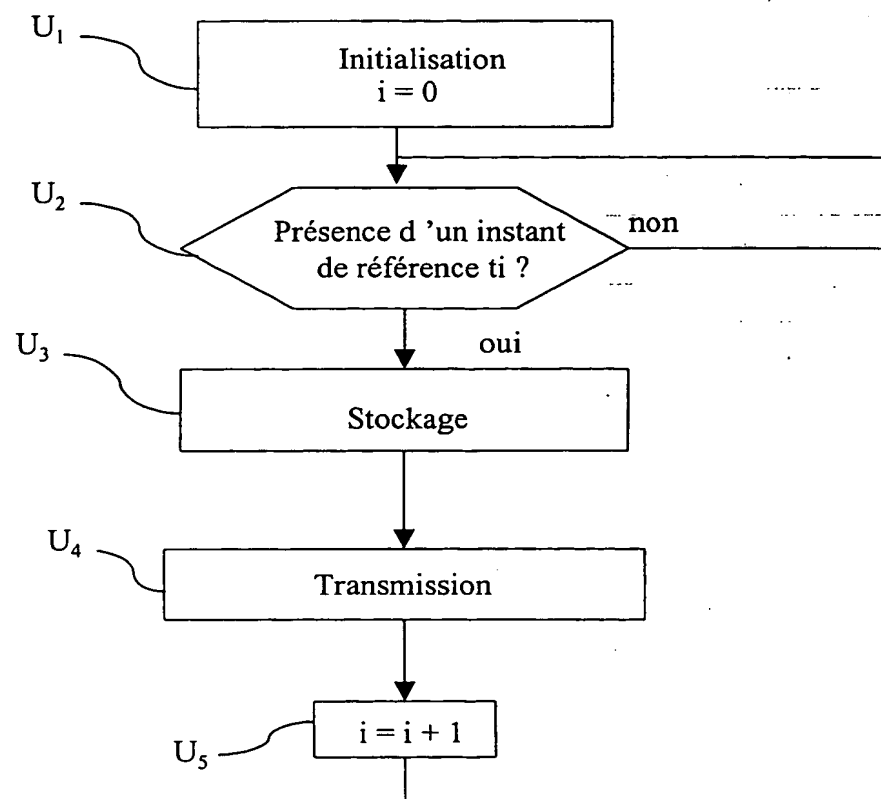 U₁
Initialisation
i = 0
U₂
Présence d ’un instant
de référence ti ?
non
oui
U₃
Stockage
U₄
Transmission
i = i + 1
U₅